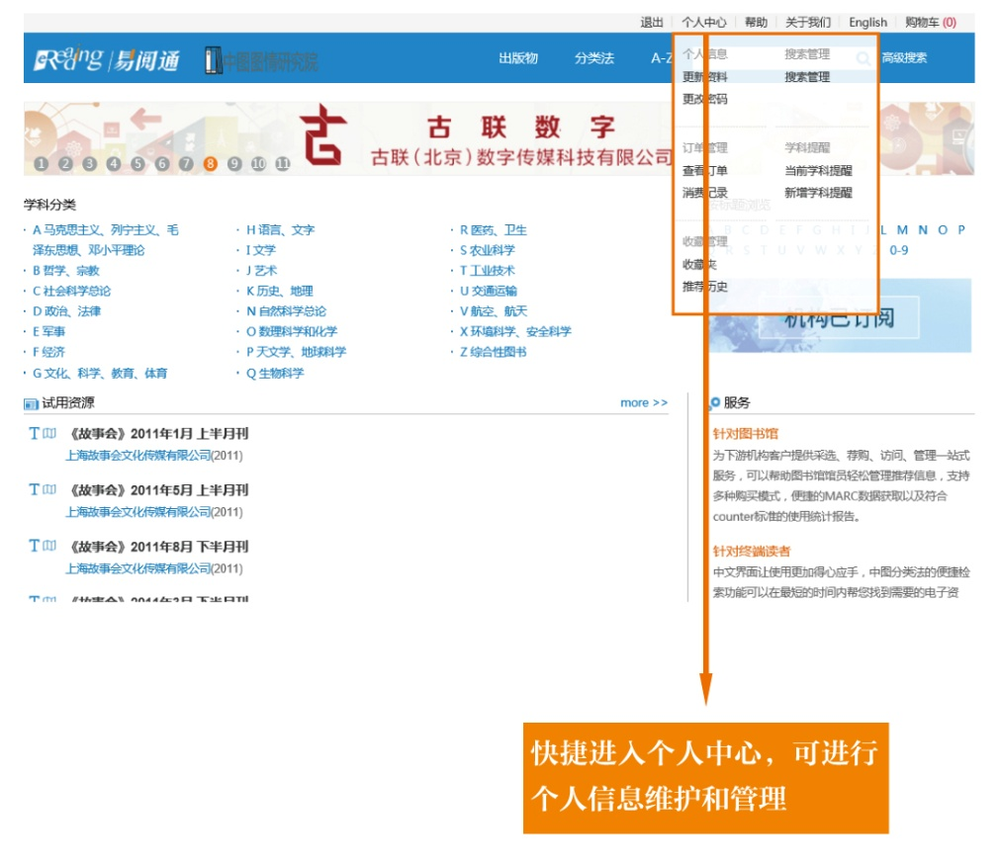 退出 个人中心 帮助 关于我们 English 购物车 (0)
易阅通 中国图情研究院 出版物 分类法 A-Z 高级搜索
个人信息 搜索管理
更新资料 搜索管理
更改密码
订单管理 学科提醒
查看订单 当前学科提醒
消费记录 新增学科提醒
收藏管理
收藏夹
推荐历史
古联数字
古联(北京)数字传媒科技有限公司
1 2 3 4 5 6 7 8 9 10 11
学科分类
· A 马克思主义、列宁主义、毛
泽东思想、邓小平理论
· B 哲学、宗教
· C 社会科学总论
· D 政治、法律
· E 军事
· F 经济
· G 文化、科学、教育、体育
· H 语言、文字
· I 文学
· J 艺术
· K 历史、地理
· N 自然科学总论
· O 数理科学和化学
· P 天文学、地球科学
· Q 生物科学
· R 医药、卫生
· S 农业科学
· T 工业技术
· U 交通运输
· V 航空、航天
· X 环境科学、安全科学
· Z 综合性图书
按标题浏览
B C D E F G H I J L M N O P
R S T U V W X Y 0-9
机构已订阅
试用资源 more >>
《故事会》2011年1月 上半月刊
上海故事会文化传媒有限公司(2011)
《故事会》2011年5月 上半月刊
上海故事会文化传媒有限公司(2011)
《故事会》2011年8月 下半月刊
上海故事会文化传媒有限公司(2011)
服务
针对图书馆
为下游机构客户提供采选、荐购、访问、管理一站式
服务，可以帮助图书馆馆员轻松管理推荐信息，支持
多种购买模式，便捷的MARC数据获取以及符合
counter标准的使用统计报告。
针对终端读者
中文界面让使用更加得心应手，中图分类法的便捷检
索功能可以在最短的时间内帮您找到需要的电子资
快捷进入个人中心，可进行
个人信息维护和管理